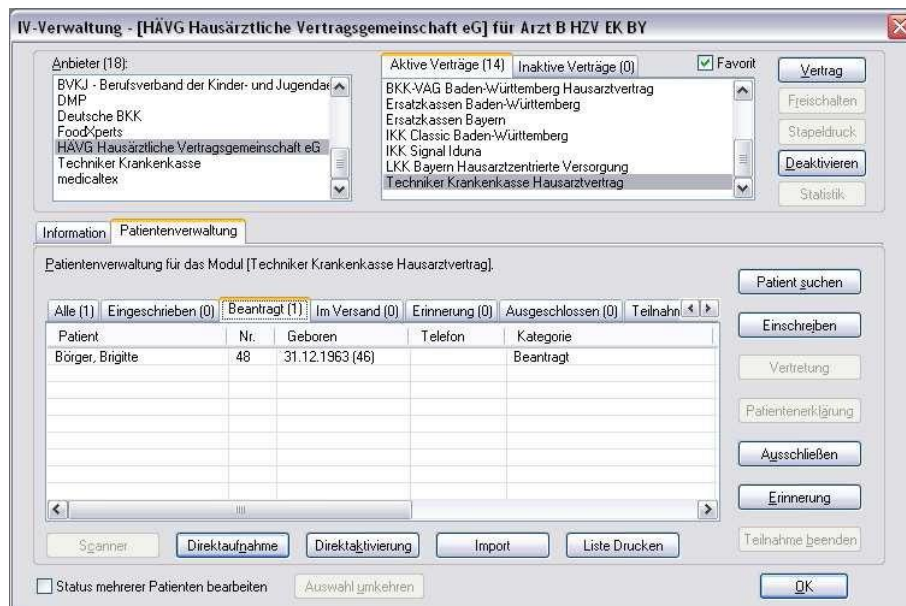 IV-Verwaltung - [HÄVG Hausärztliche Vertragsgemeinschaft eG] für Arzt B HZV EK BY
Anbieter (18):
BVKJ - Berufsverband der Kinder- und Jugendae
DMP
Deutsche BKK
FoodXperts
HÄVG Hausärztliche Vertragsgemeinschaft eG
Techniker Krankenkasse
medicaltex
Aktive Verträge (14) Inaktive Verträge (0)
Favorit
BKK-VAG Baden-Württemberg Hausarztvertrag
Ersatzkassen Baden-Württemberg
Ersatzkassen Bayern
IKK Classic Baden-Württemberg
IKK Signal Iduna
LKK Bayern Hausarztzentrierte Versorgung
Techniker Krankenkasse Hausarztvertrag
Vertrag
Freischalten
Stapeldruck
Deaktivieren
Statistik
Information Patientenverwaltung
Patientenverwaltung für das Modul [Techniker Krankenkasse Hausarztvertrag].
Alle (1) Eingeschrieben (0) Beantragt (1) Im Versand (0) Erinnerung (0) Ausgeschlossen (0) Teilnahn
Patient Nr. Geboren Telefon Kategorie
Börger, Brigitte 48 31.12.1963 (46) Beantragt
Patient suchen
Einschreiben
Vertretung
Patientenerklärung
Ausschließen
Erinnerung
Teilnahme beenden
Scanner Direktaufnahme Direktaktivierung Import Liste Drucken
Status mehrerer Patienten bearbeiten Auswahl umkehren OK